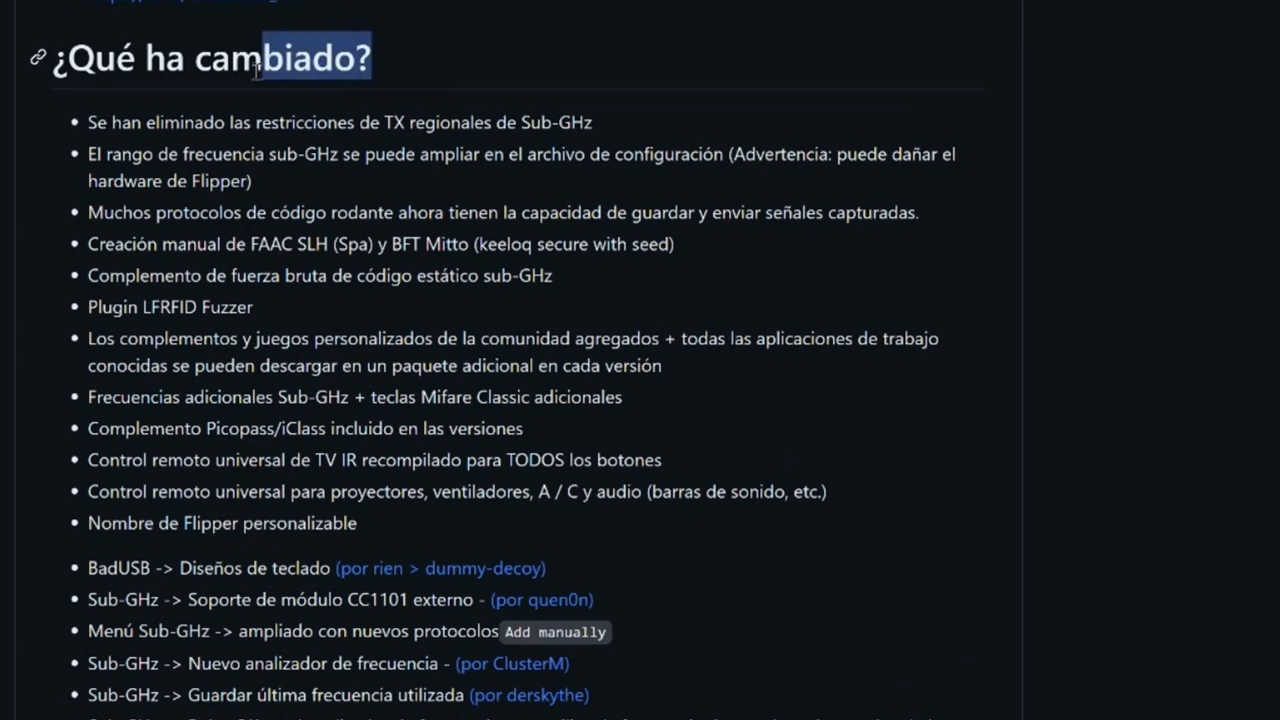 ¿Qué ha cambiado?
• Se han eliminado las restricciones de TX regionales de Sub-GHz
• El rango de frecuencia sub-GHz se puede ampliar en el archivo de configuración (Advertencia: puede dañar el
hardware de Flipper)
• Muchos protocolos de código rodante ahora tienen la capacidad de guardar y enviar señales capturadas.
• Creación manual de FAAC SLH (Spa) y BFT Mitto (keeloq secure with seed)
• Complemento de fuerza bruta de código estático sub-GHz
• Plugin LFRFID Fuzzer
• Los complementos y juegos personalizados de la comunidad agregados + todas las aplicaciones de trabajo
conocidas se pueden descargar en un paquete adicional en cada versión
• Frecuencias adicionales Sub-GHz + teclas Mifare Classic adicionales
• Complemento Picopass/iClass incluido en las versiones
• Control remoto universal de TV IR recompilado para TODOS los botones
• Control remoto universal para proyectores, ventiladores, A / C y audio (barras de sonido, etc.)
• Nombre de Flipper personalizable
• BadUSB -> Diseños de teclado (por rien > dummy-decoy)
• Sub-GHz -> Soporte de módulo CC1101 externo - (por quen0n)
• Menú Sub-GHz -> ampliado con nuevos protocolos Add manually
• Sub-GHz -> Nuevo analizador de frecuencia - (por ClusterM)
• Sub-GHz -> Guardar última frecuencia utilizada (por derskythe)